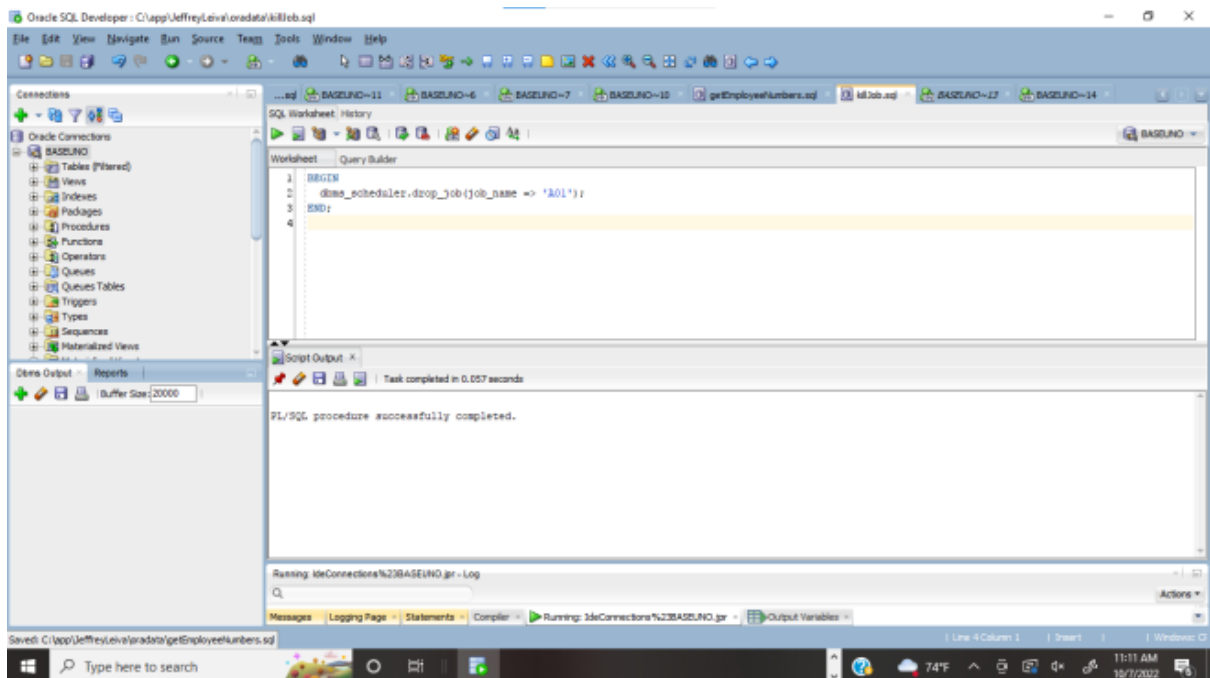 Oracle SQL Developer : C:\app\JeffreyLeiva\oradata\killJob.sql
File Edit View Navigate Run Source Team Tools Window Help
Connections
Oracle Connections
BASEUNO
Tables (Filtered)
Views
Indexes
Packages
Procedures
Functions
Operators
Queues
Queues Tables
Triggers
Types
Sequences
Materialized Views
Dbms Output
Reports
Buffer Size: 20000
...sql BASEUNO~11 BASEUNO~6 BASEUNO~7 BASEUNO~10 getEmployeeNumbers.sql killJob.sql BASEUNO~17 BASEUNO~14
SQL Worksheet History
BASEUNO
Worksheet Query Builder
1 BEGIN
2 dbms_scheduler.drop_job(job_name => 'A01');
3 END;
4
Script Output
Task completed in 0.057 seconds
PL/SQL procedure successfully completed.
Running: IdeConnections%23BASEUNO.jpr - Log
Actions
Messages Logging Page Statements Compiler Running: IdeConnections%23BASEUNO.jpr Output Variables
Saved: C:\app\JeffreyLeiva\oradata\getEmployeeNumbers.sql
Line 4 Column 1 Insert Windows: C
Type here to search
74°F
11:11 AM
10/7/2022